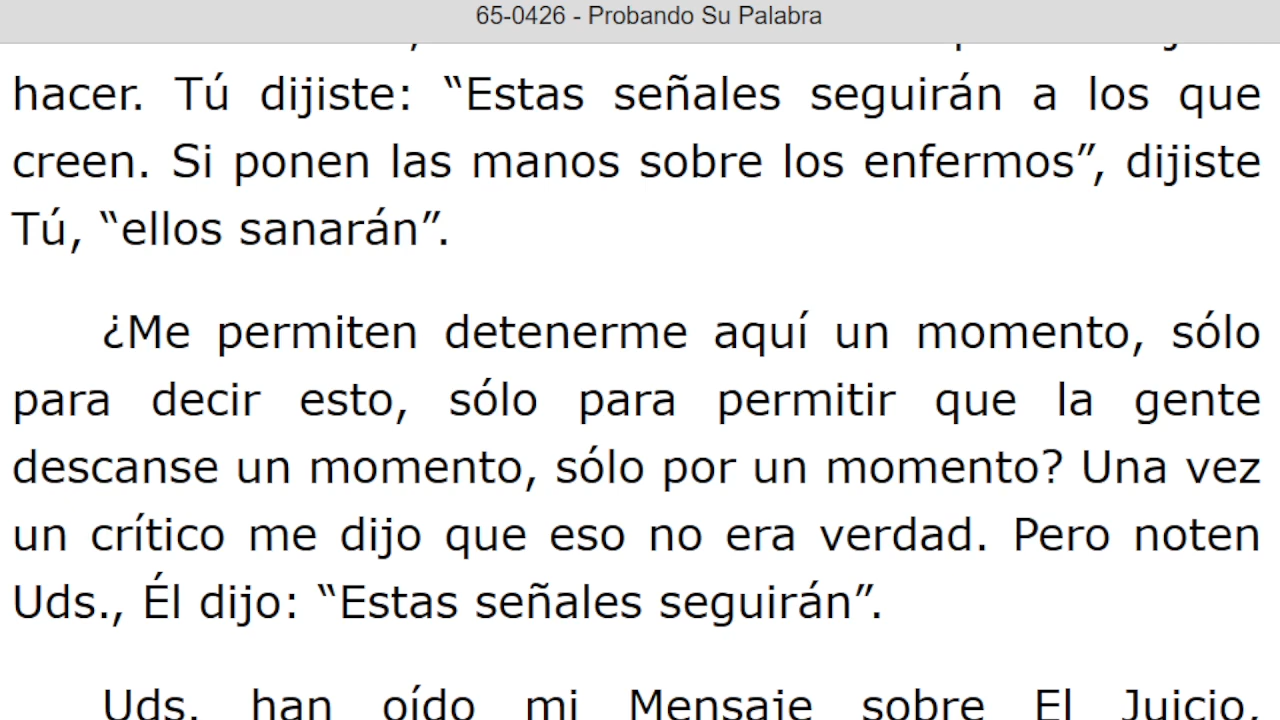 65-0426 - Probando Su Palabra
hacer. Tú dijiste: “Estas señales seguirán a los que
creen. Si ponen las manos sobre los enfermos”, dijiste
Tú, “ellos sanarán”.
¿Me permiten detenerme aquí un momento, sólo
para decir esto, sólo para permitir que la gente
descanse un momento, sólo por un momento? Una vez
un crítico me dijo que eso no era verdad. Pero noten
Uds., Él dijo: “Estas señales seguirán”.
Uds. han oído mi Mensaje sobre El Juicio,